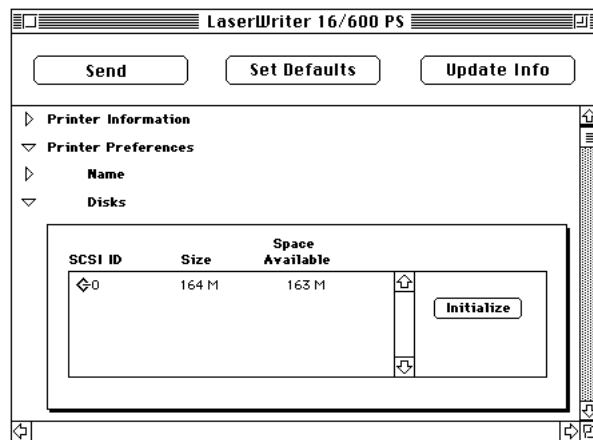 LaserWriter 16/600 PS
Send Set Defaults Update Info
Printer Information
Printer Preferences
Name
Disks
SCSI ID Size Space Available
0 164 M 163 M
Initialize